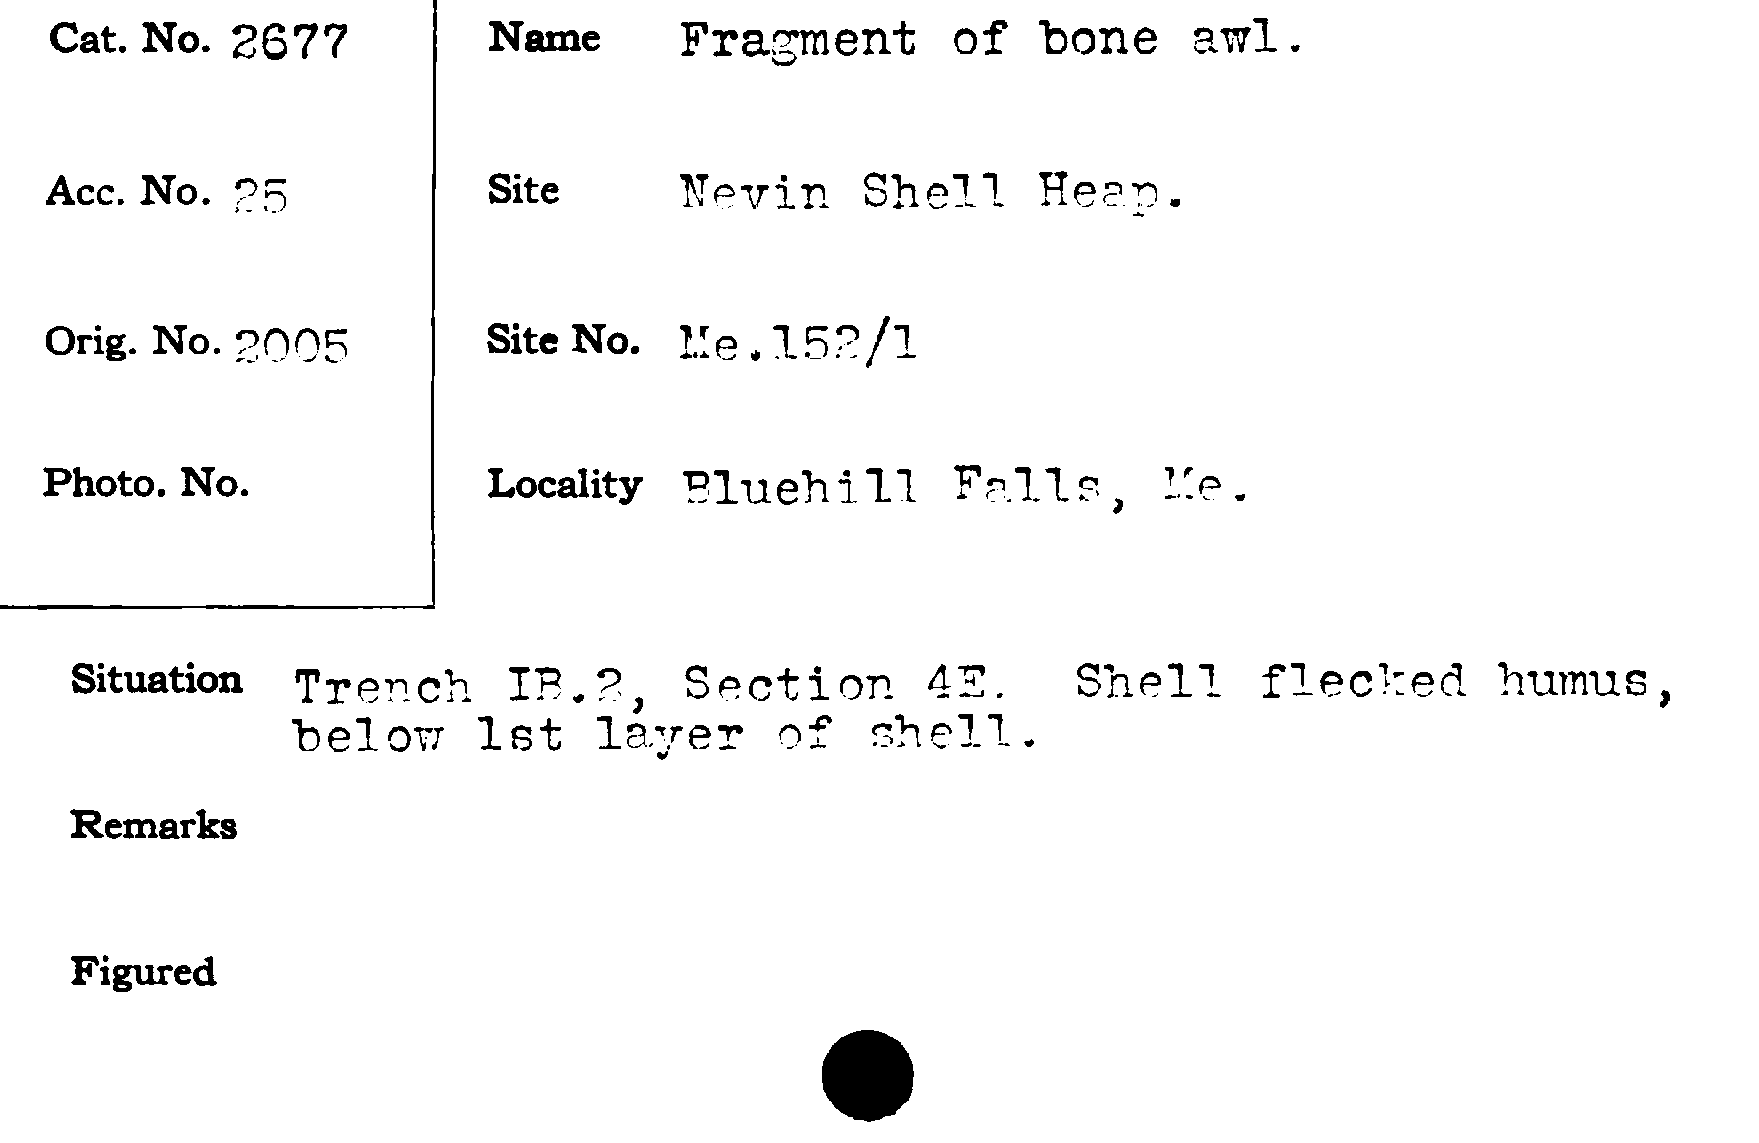 Cat. No. 2677
Name Fragment of bone awl.
Acc. No. 25
Site Nevin Shell Heap.
Orig. No. 2005
Site No. Me.152/1
Photo. No.
Locality Bluehill Falls, Me.
Situation Trench IB.2, Section 4E. Shell flecked humus,
below 1st layer of shell.
Remarks
Figured